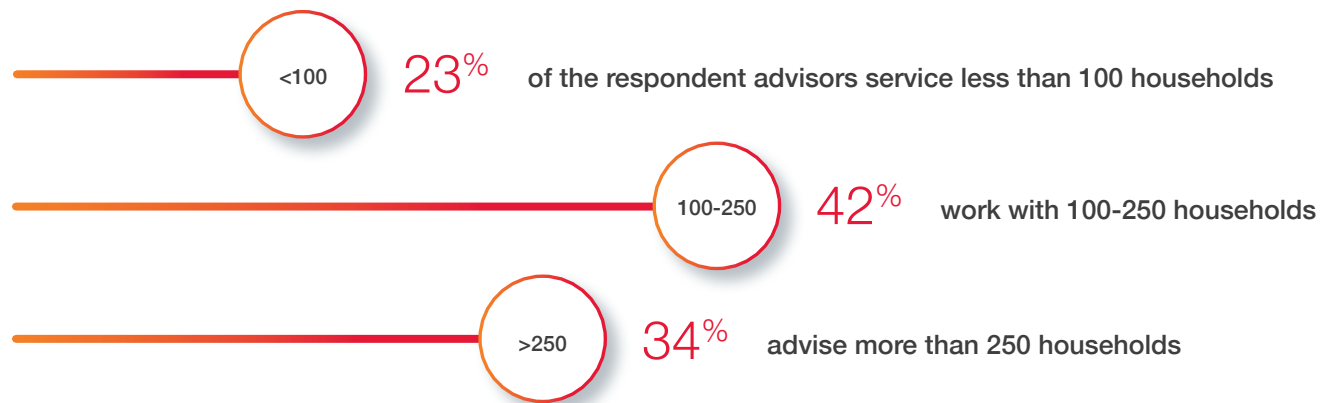 <100 23% of the respondent advisors service less than 100 households
100-250 42% work with 100-250 households
>250 34% advise more than 250 households